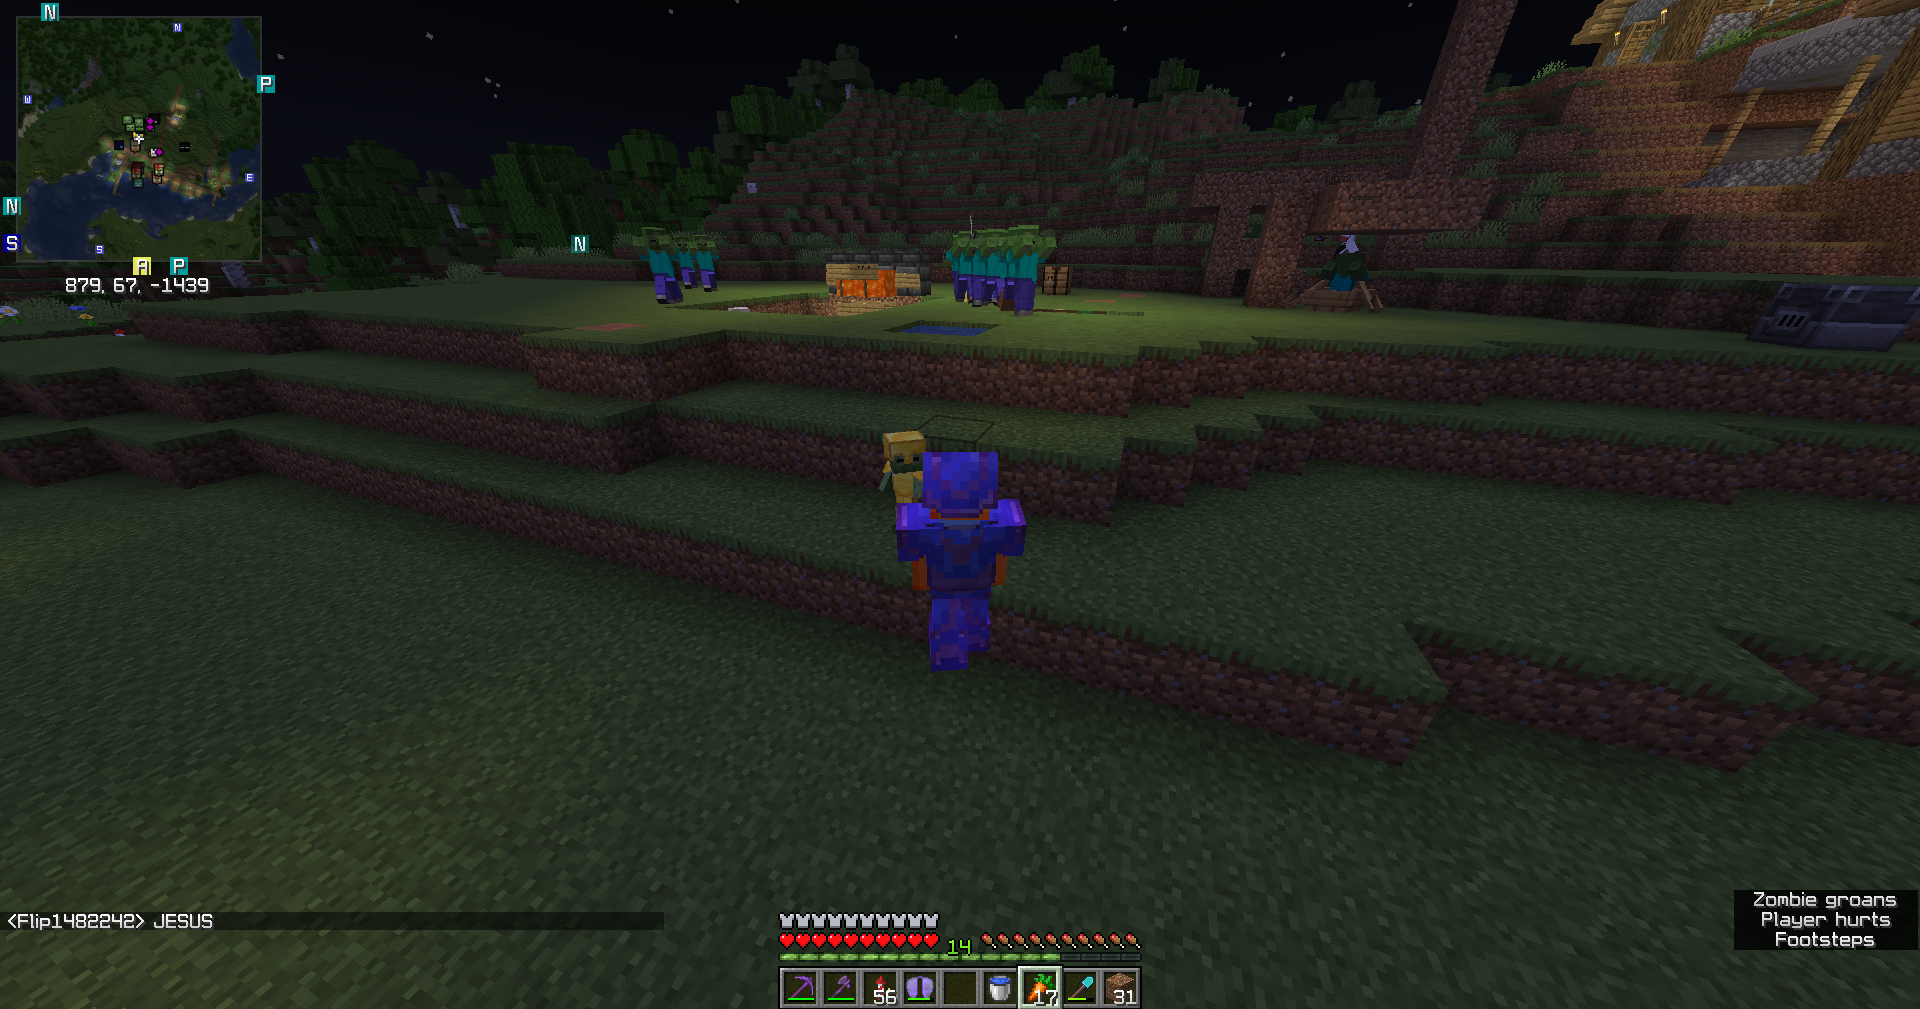 N
N
P
W
E
N
S
S
A
P
879, 67, -1439
N
<Flip1482242> JESUS
Zombie groans
Player hurts
Footsteps
14
56
17
31